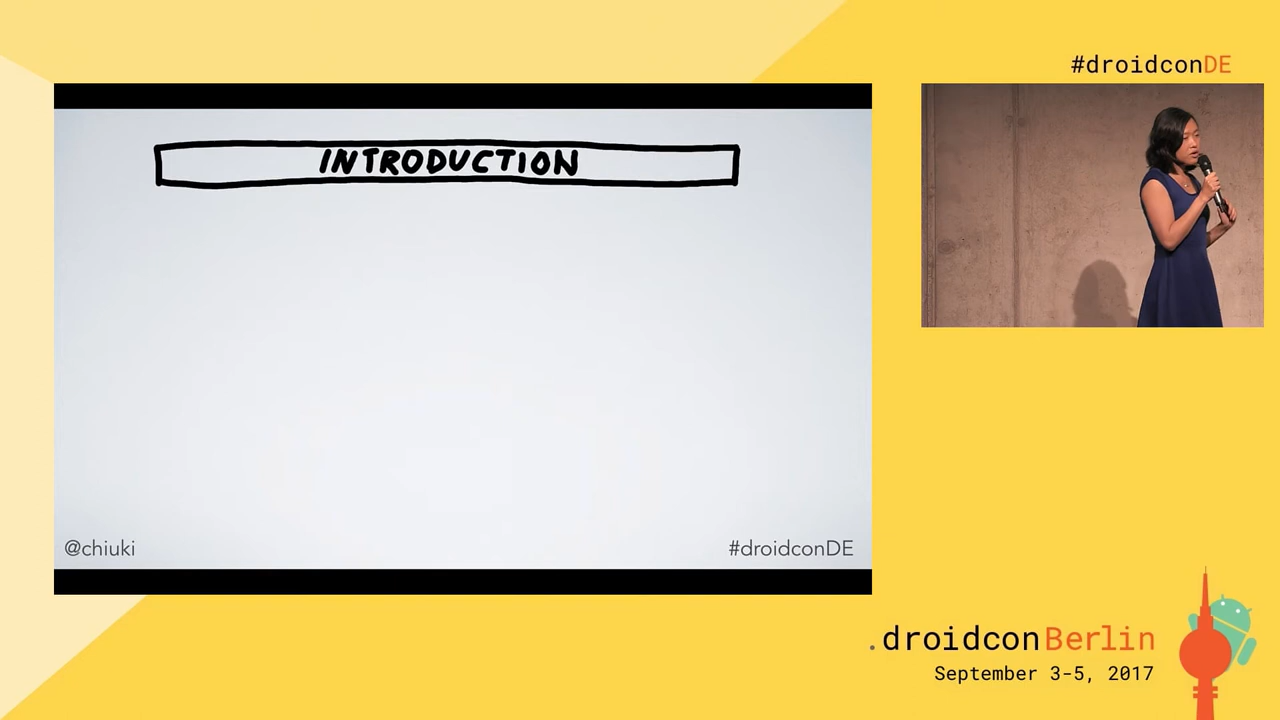 #droidconDE
INTRODUCTION
@chiuki
#droidconDE
.droidconBerlin
September 3-5, 2017